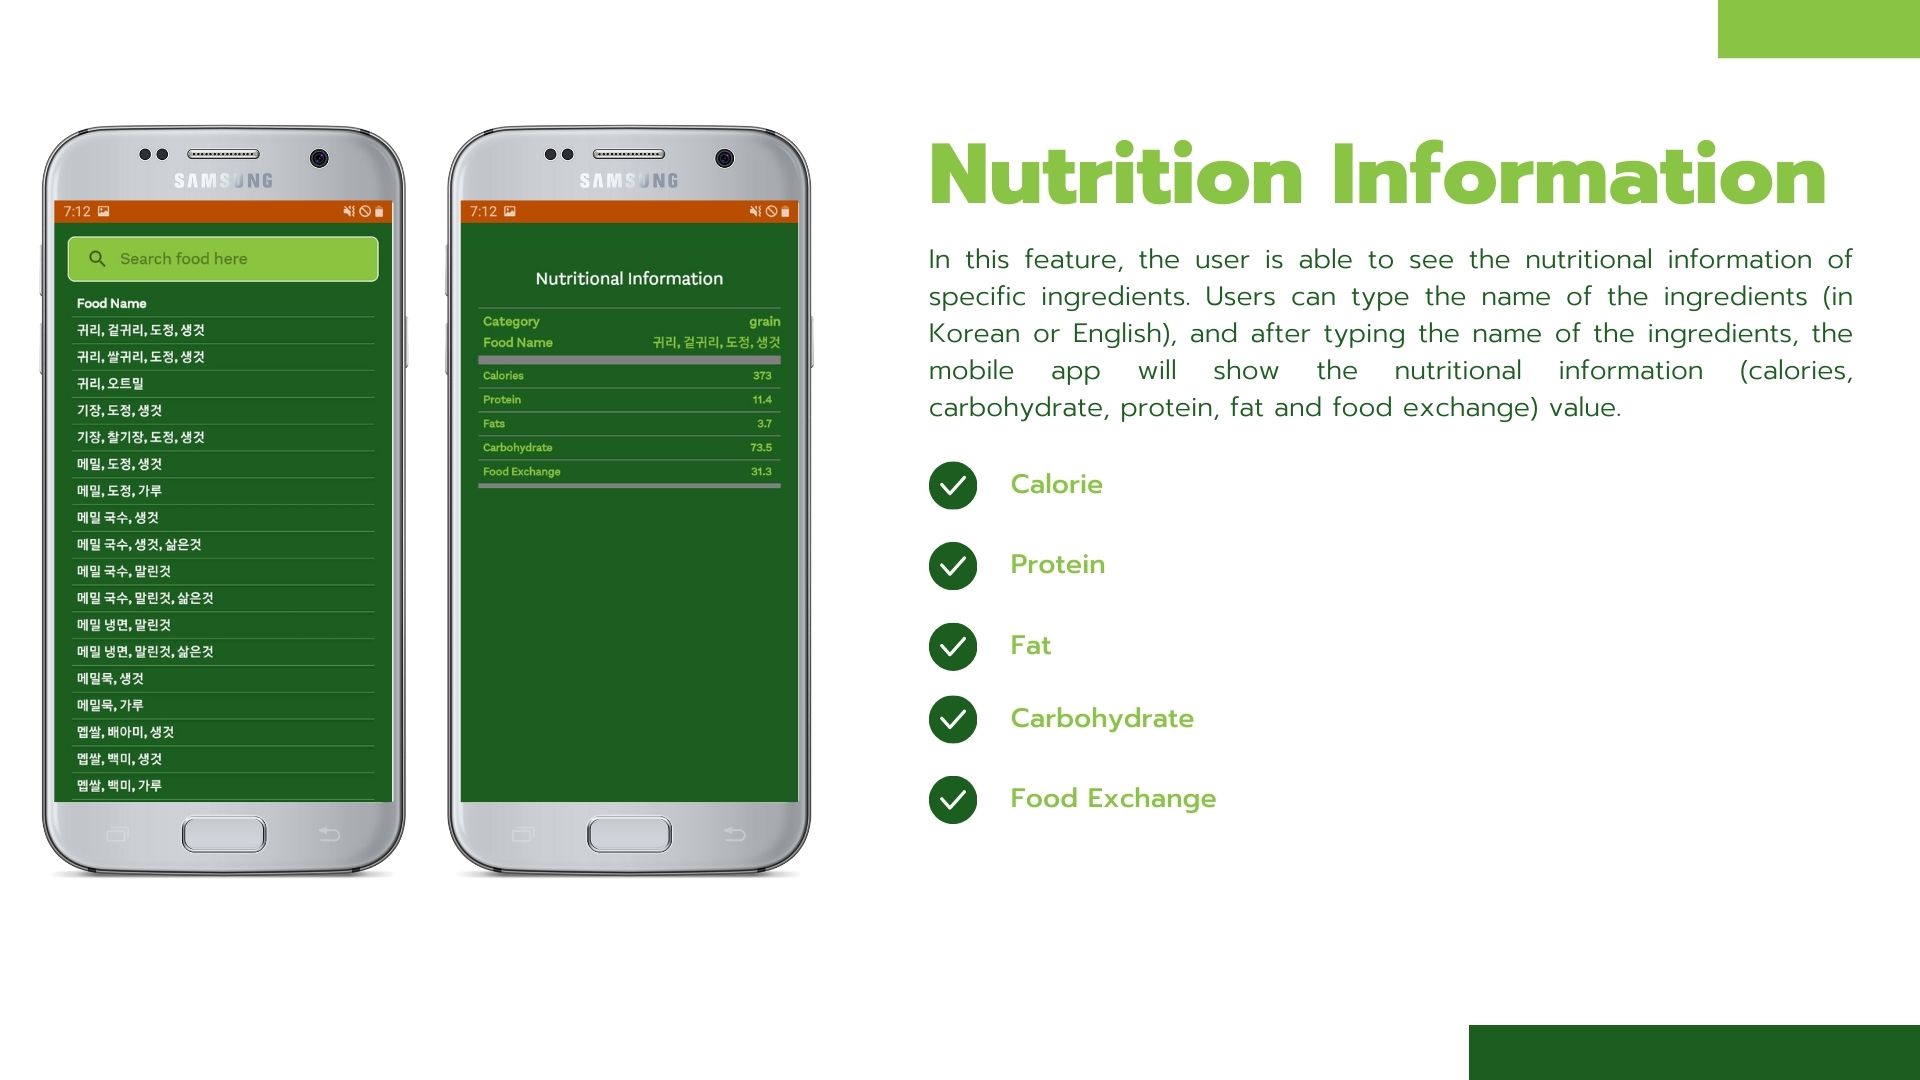 SAMSUNG
7:12
Search food here
Food Name
귀리, 겉귀리, 도정, 생것
귀리, 쌀귀리, 도정, 생것
귀리, 오트밀
기장, 도정, 생것
기장, 찰기장, 도정, 생것
메밀, 도정, 생것
메밀, 도정, 가루
메밀 국수, 생것
메밀 국수, 생것, 삶은것
메밀 국수, 말린것
메밀 국수, 말린것, 삶은것
메밀 냉면, 말린것
메밀 냉면, 말린것, 삶은것
메밀묵, 생것
메밀묵, 가루
멥쌀, 배아미, 생것
멥쌀, 백미, 생것
멥쌀, 백미, 가루
SAMSUNG
7:12
Nutritional Information
Category grain
Food Name 귀리, 겉귀리, 도정, 생것
Calories 373
Protein 11.4
Fats 3.7
Carbohydrate 73.5
Food Exchange 31.3
Nutrition Information
In this feature, the user is able to see the nutritional information of
specific ingredients. Users can type the name of the ingredients (in
Korean or English), and after typing the name of the ingredients, the
mobile app will show the nutritional information (calories,
carbohydrate, protein, fat and food exchange) value.
Calorie
Protein
Fat
Carbohydrate
Food Exchange